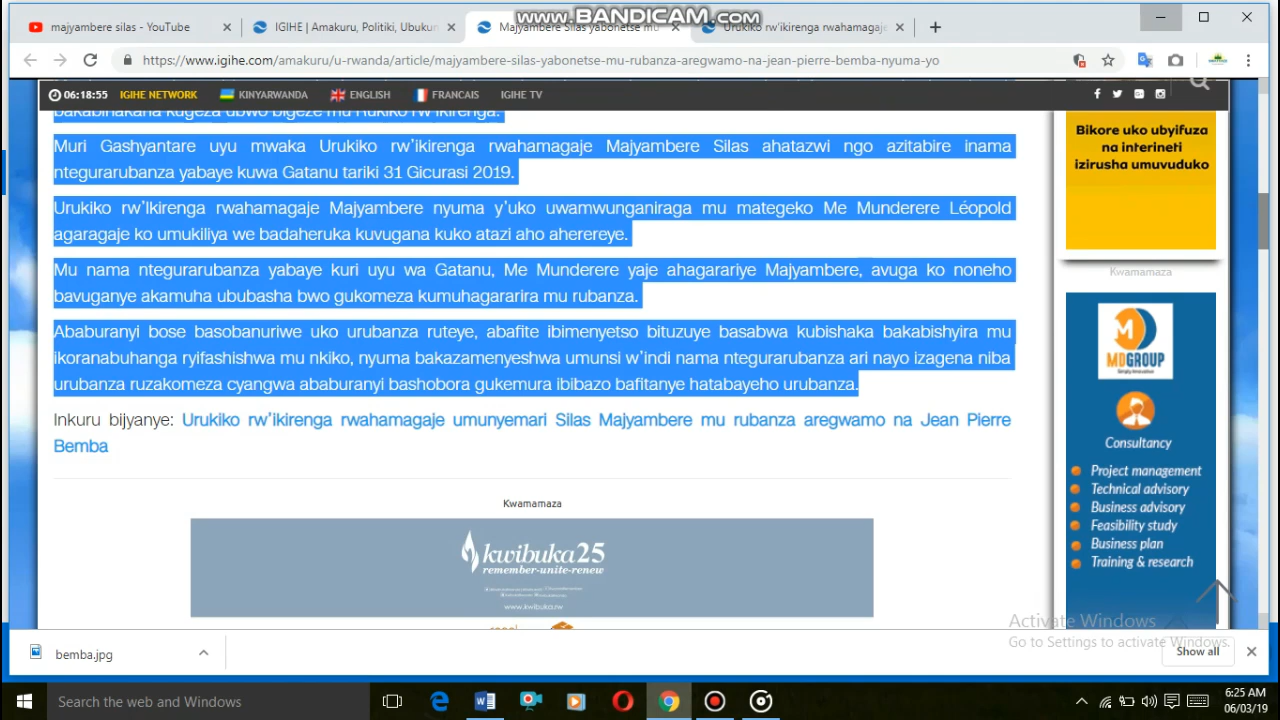 www.BANDICAM.com
majyambere silas - YouTube
IGIHE | Amakuru, Politiki, Ubukun
Majyambere Silas yabonetse mu
Urukiko rw'ikirenga rwahamagaje
https://www.igihe.com/amakuru/u-rwanda/article/majyambere-silas-yabonetse-mu-rubanza-aregwamo-na-jean-pierre-bemba-nyuma-yo
06:18:55 IGIHE NETWORK KINYARWANDA ENGLISH FRANCAIS IGIHE TV
kugeza ubwo bigeze mu Rukiko rw'ikirenga.
Muri Gashyantare uyu mwaka Urukiko rw'ikirenga rwahamagaje Majyambere Silas ahatazwi ngo azitabire inama
ntegurarubanza yabaye kuwa Gatanu tariki 31 Gicurasi 2019.
Urukiko rw'Ikirenga rwahamagaje Majyambere nyuma y'uko uwamwunganiraga mu mategeko Me Munderere Léopold
agaragaje ko umukiliya we badaheruka kuvugana kuko atazi aho aherereye.
Mu nama ntegurarubanza yabaye kuri uyu wa Gatanu, Me Munderere yaje ahagarariye Majyambere, avuga ko noneho
bavuganye akamuha ububasha bwo gukomeza kumuhagararira mu rubanza.
Ababuranyi bose basobanuriwe uko urubanza ruteye, abafite ibimenyetso bituzuye basabwa kubishaka bakabishyira mu
ikoranabuhanga ryifashishwa mu nkiko, nyuma bakazamenyeshwa umunsi w'indi nama ntegurarubanza ari nayo izagena niba
urubanza ruzakomeza cyangwa ababuranyi bashobora gukemura ibibazo bafitanye hatabayeho urubanza.
Inkuru bijyanye: Urukiko rw'ikirenga rwahamagaje umunyemari Silas Majyambere mu rubanza aregwamo na Jean Pierre
Bemba
Kwamamaza
kwibuka25
remember-unite-renew
www.kwibuka.rw
Bikore uko ubyifuza
na interineti
izirusha umuvuduko
Kwamamaza
MDGROUP
Consultancy
Project management
Technical advisory
Business advisory
Feasibility study
Business plan
Training & research
Activate Windows
Go to Settings to activate Windows.
bemba.jpg
Show all
Search the web and Windows
6:25 AM
06/03/19